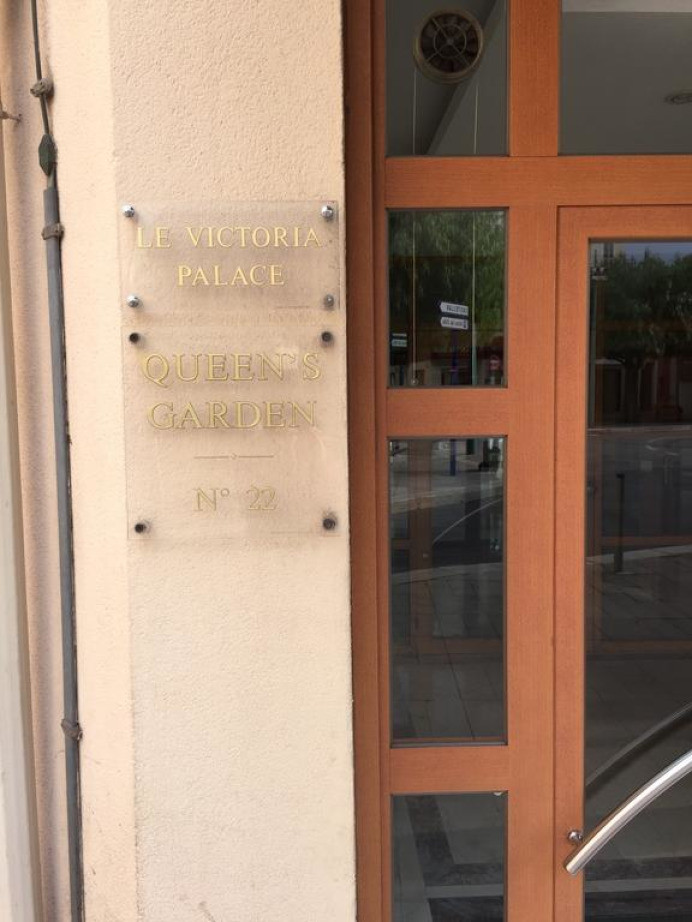 LE VICTORIA
PALACE
QUEEN'S
GARDEN
N° 22